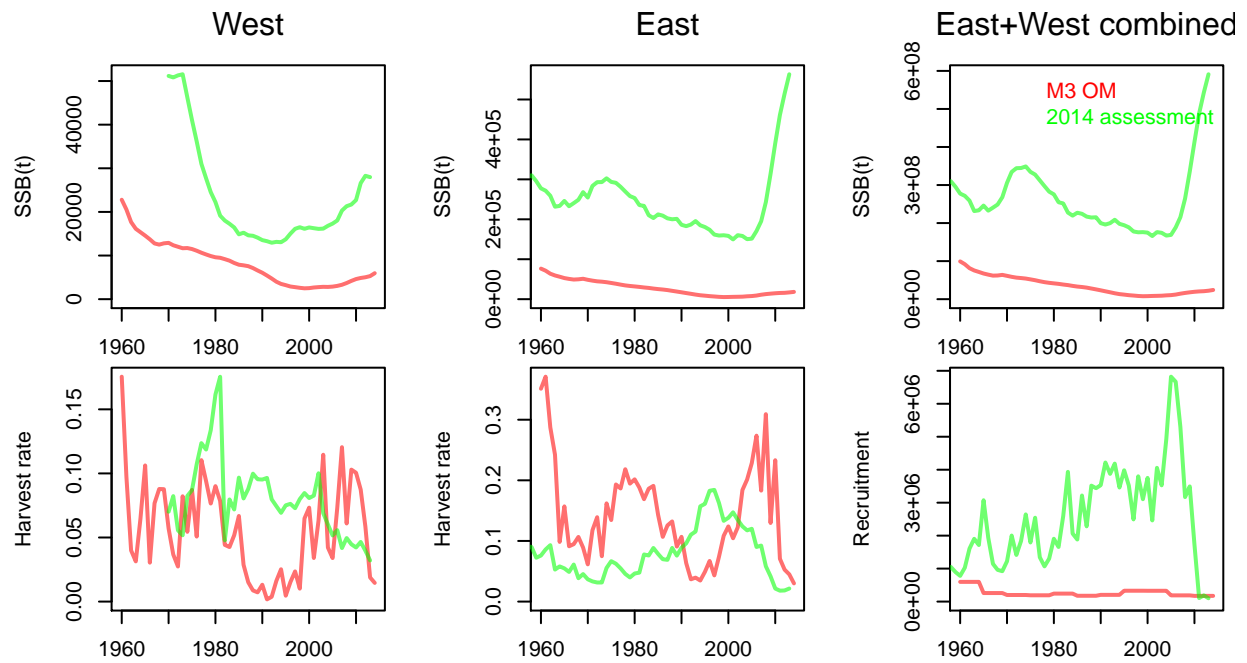 West
East
East+West combined
SSB(t)
0
20000
40000
1960
1980
2000
SSB(t)
0e+00
2e+05
4e+05
1960
1980
2000
SSB(t)
0e+00
3e+08
6e+08
M3 OM
2014 assessment
1960
1980
2000
Harvest rate
0.00
0.05
0.10
0.15
1960
1980
2000
Harvest rate
0.0
0.1
0.2
0.3
1960
1980
2000
Recruitment
0e+00
3e+06
6e+06
1960
1980
2000